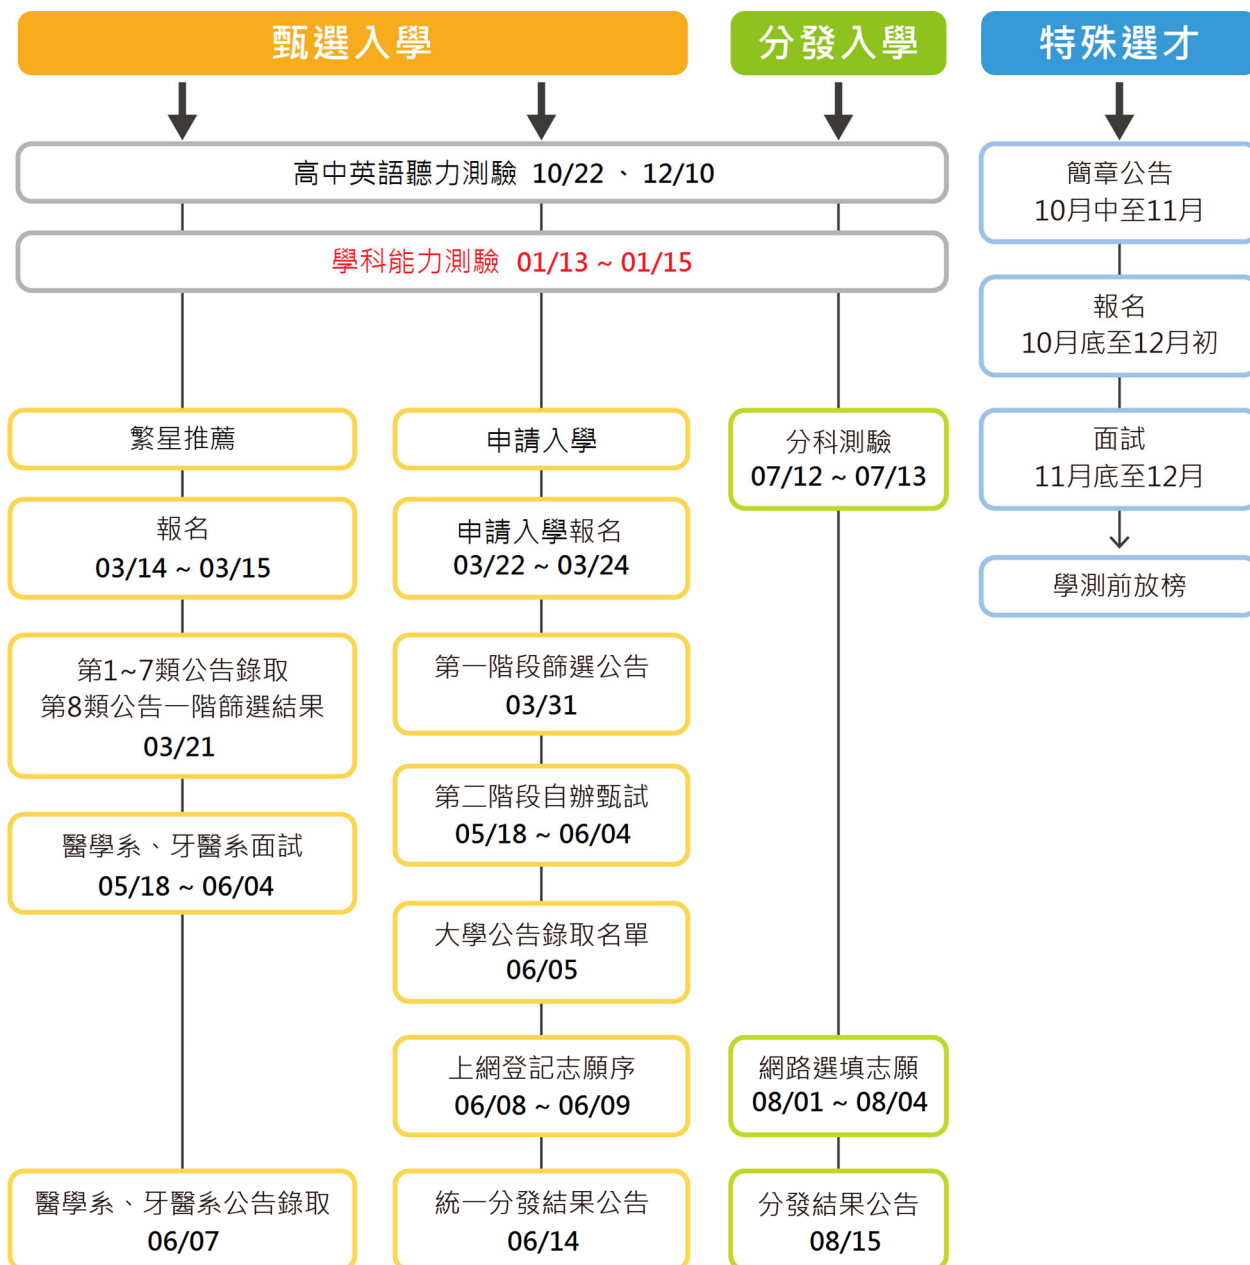 甄選入學
分發入學
特殊選才
高中英語聽力測驗 10/22 、 12/10
學科能力測驗 01/13 ~ 01/15
繁星推薦
報名
03/14 ~ 03/15
第1~7類公告錄取
第8類公告一階篩選結果
03/21
醫學系、牙醫系面試
05/18 ~ 06/04
醫學系、牙醫系公告錄取
06/07
申請入學
申請入學報名
03/22 ~ 03/24
第一階段篩選公告
03/31
第二階段自辦甄試
05/18 ~ 06/04
大學公告錄取名單
06/05
上網登記志願序
06/08 ~ 06/09
統一分發結果公告
06/14
分科測驗
07/12 ~ 07/13
網路選填志願
08/01 ~ 08/04
分發結果公告
08/15
簡章公告
10月中至11月
報名
10月底至12月初
面試
11月底至12月
學測前放榜